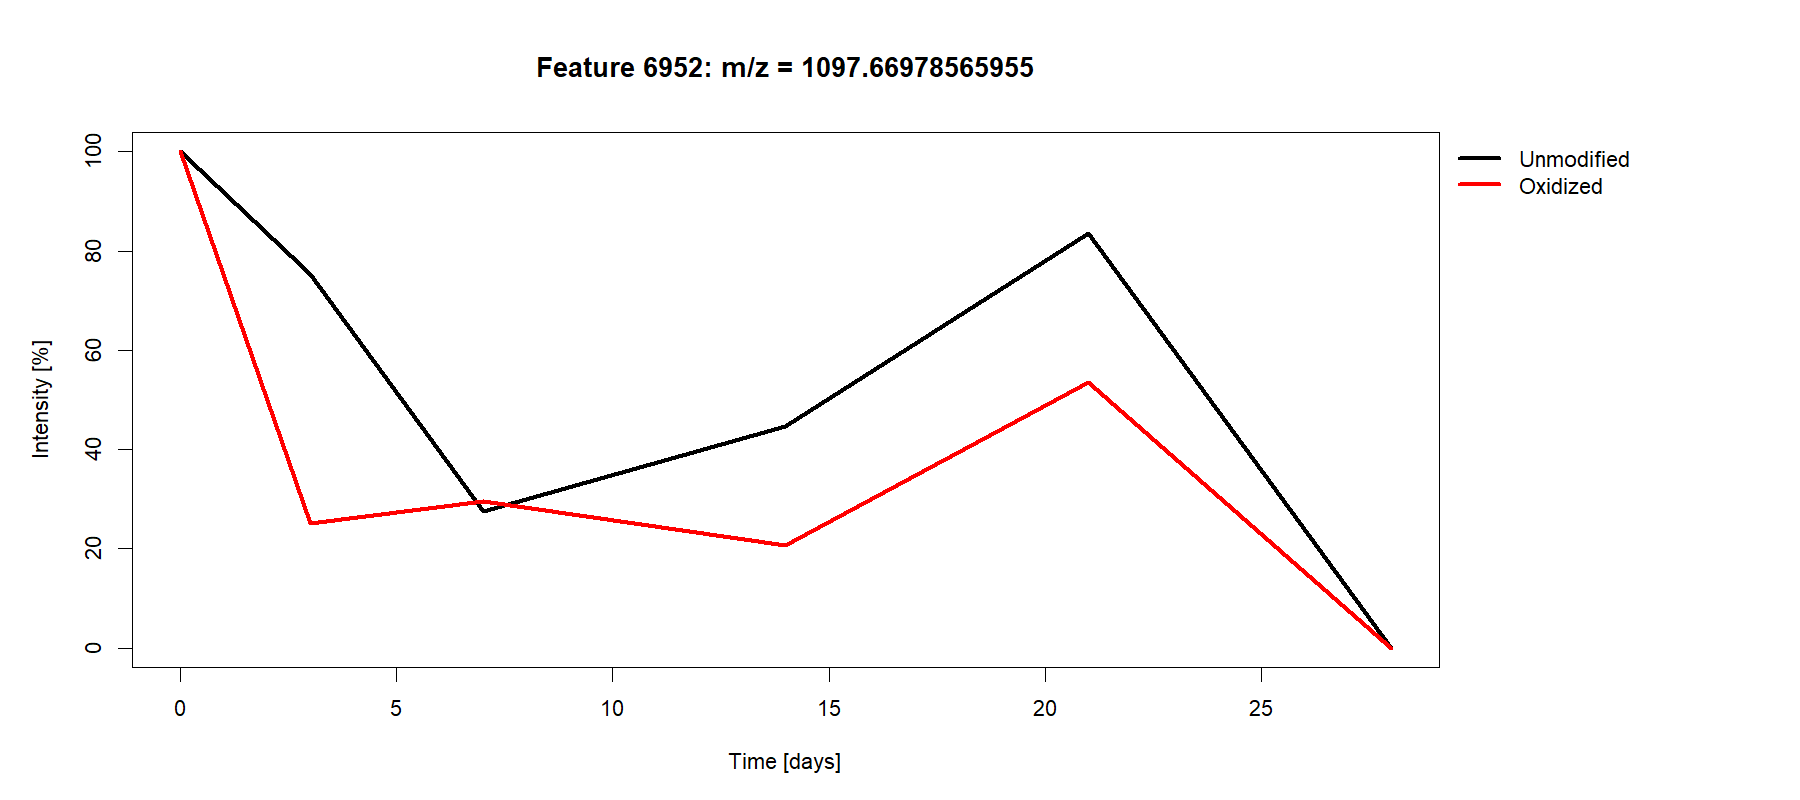 Feature 6952: m/z = 1097.66978565955
Unmodified
Oxidized
Intensity [%]
100
80
60
40
20
0
0 5 10 15 20 25
Time [days]